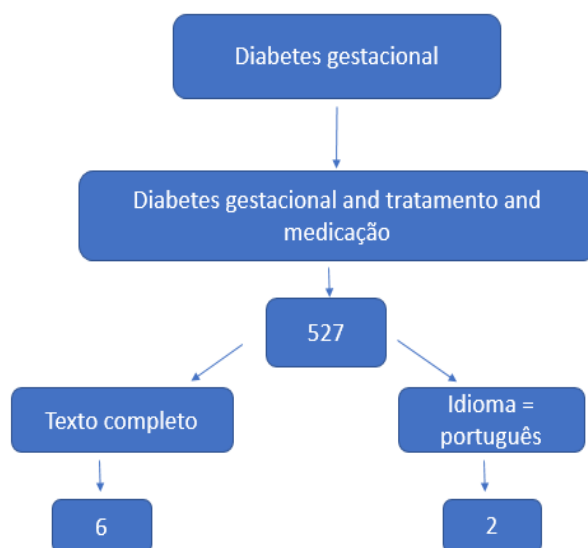 Diabetes gestacional
Diabetes gestacional and tratamento and
medicação
527
Texto completo
Idioma =
português
6
2